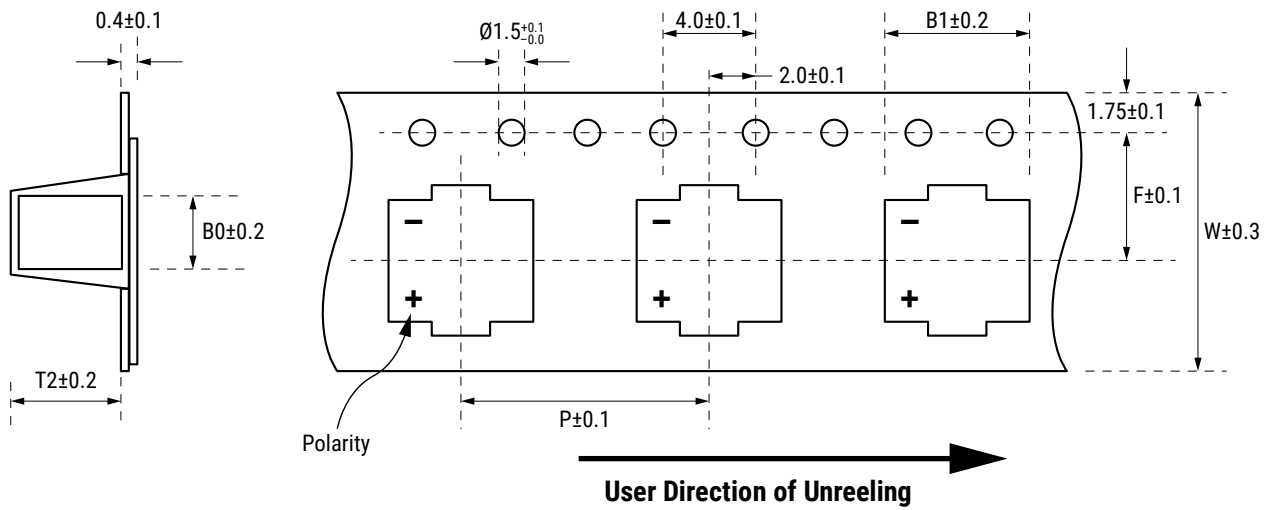 0.4±0.1
Ø1.5+0.1
−0.0
4.0±0.1
B1±0.2
2.0±0.1
1.75±0.1
F±0.1
W±0.3
B0±0.2
− − −
+ + +
T2±0.2
P±0.1
Polarity
User Direction of Unreeling